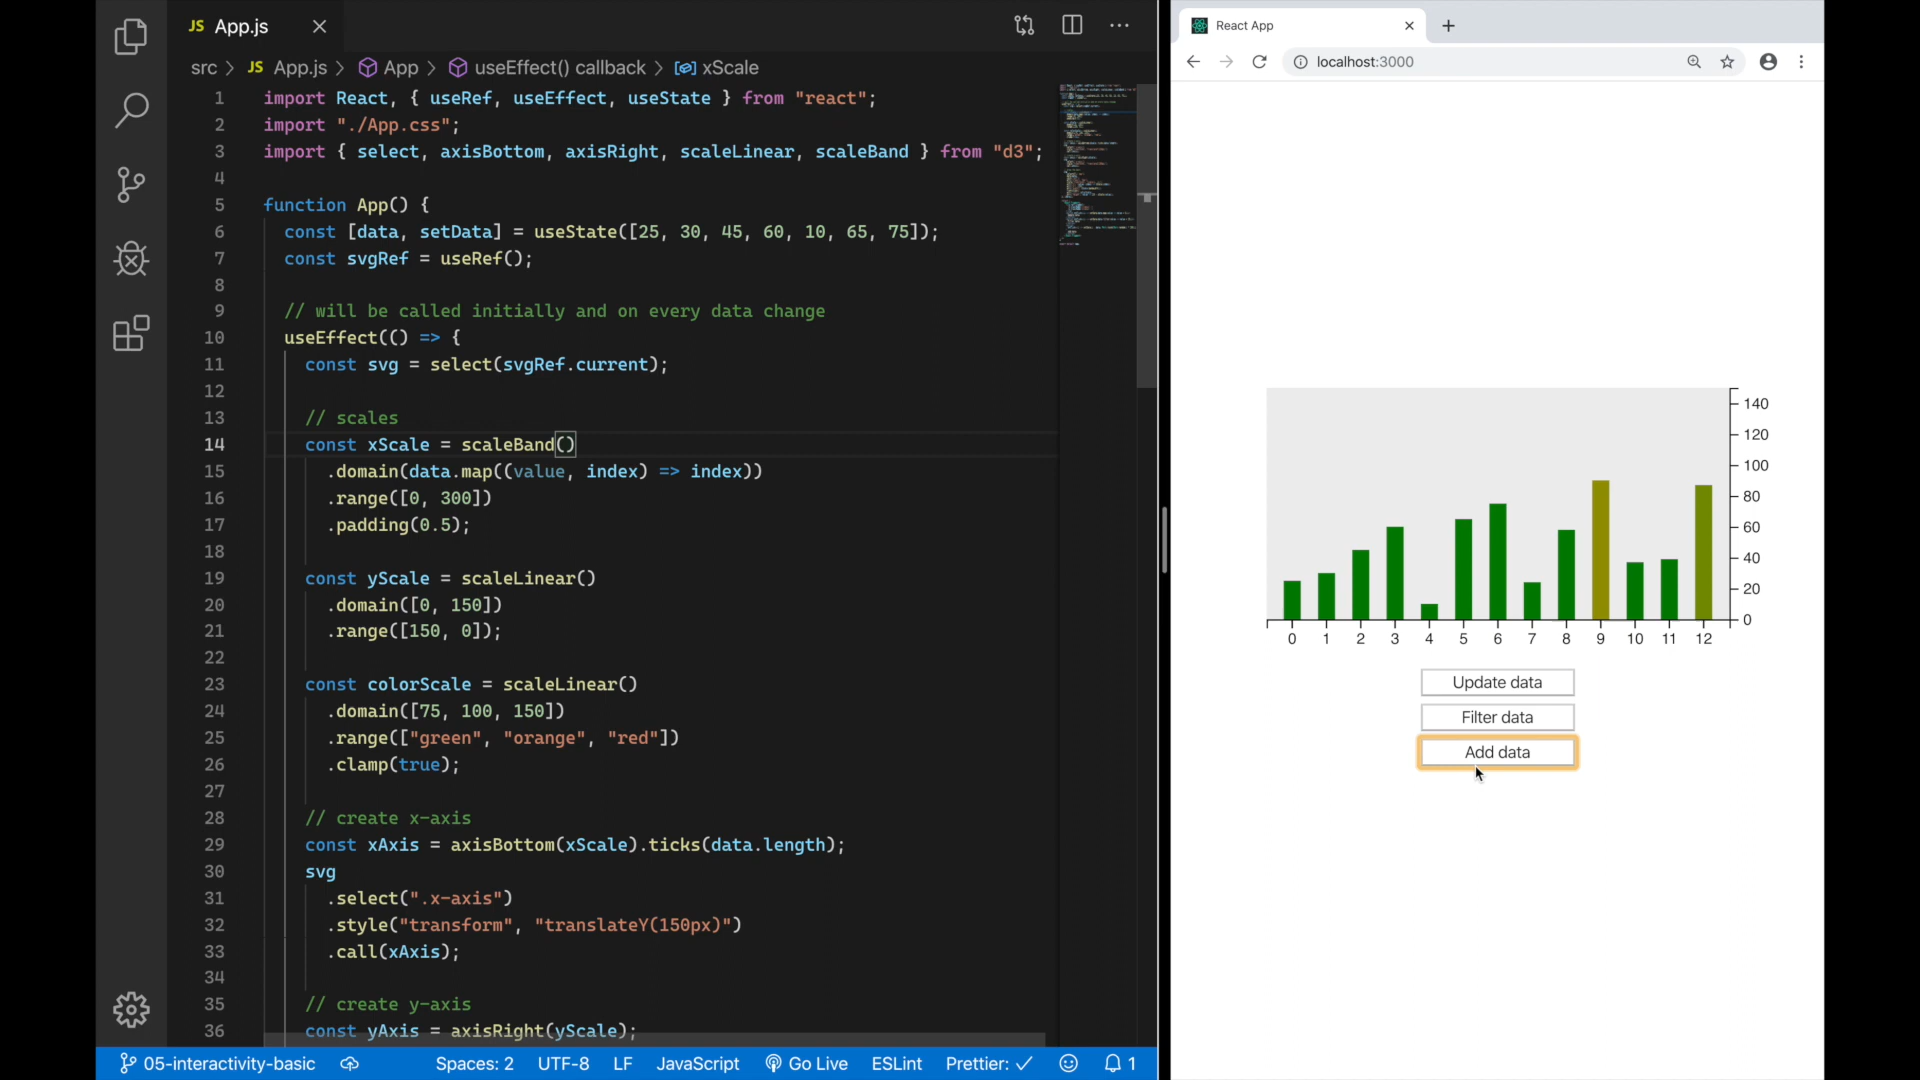 JS App.js
src > JS App.js > App > useEffect() callback > xScale
1 import React, { useRef, useEffect, useState } from "react";
2 import "./App.css";
3 import { select, axisBottom, axisRight, scaleLinear, scaleBand } from "d3";
4
5 function App() {
6 const [data, setData] = useState([25, 30, 45, 60, 10, 65, 75]);
7 const svgRef = useRef();
8
9 // will be called initially and on every data change
10 useEffect(() => {
11 const svg = select(svgRef.current);
12
13 // scales
14 const xScale = scaleBand()
15 .domain(data.map((value, index) => index))
16 .range([0, 300])
17 .padding(0.5);
18
19 const yScale = scaleLinear()
20 .domain([0, 150])
21 .range([150, 0]);
22
23 const colorScale = scaleLinear()
24 .domain([75, 100, 150])
25 .range(["green", "orange", "red"])
26 .clamp(true);
27
28 // create x-axis
29 const xAxis = axisBottom(xScale).ticks(data.length);
30 svg
31 .select(".x-axis")
32 .style("transform", "translateY(150px)")
33 .call(xAxis);
34
35 // create y-axis
36 const yAxis = axisRight(yScale);
05-interactivity-basic Spaces: 2 UTF-8 LF JavaScript Go Live ESLint Prettier: ✓ 1
React App
localhost:3000
140
120
100
80
60
40
20
0
0 1 2 3 4 5 6 7 8 9 10 11 12
Update data
Filter data
Add data